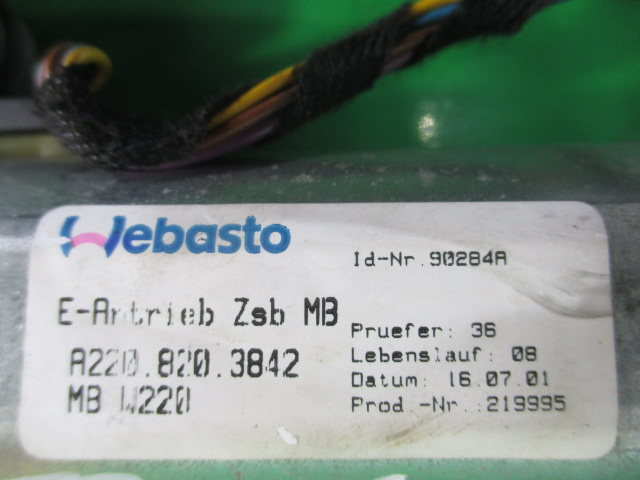 Webasto
Id-Nr.90284A
E-Antrieb Zsb MB
A220.820.3842
MB W220
Pruefer: 36
Lebenslauf: 08
Datum: 16.07.01
Prod.-Nr.:219995